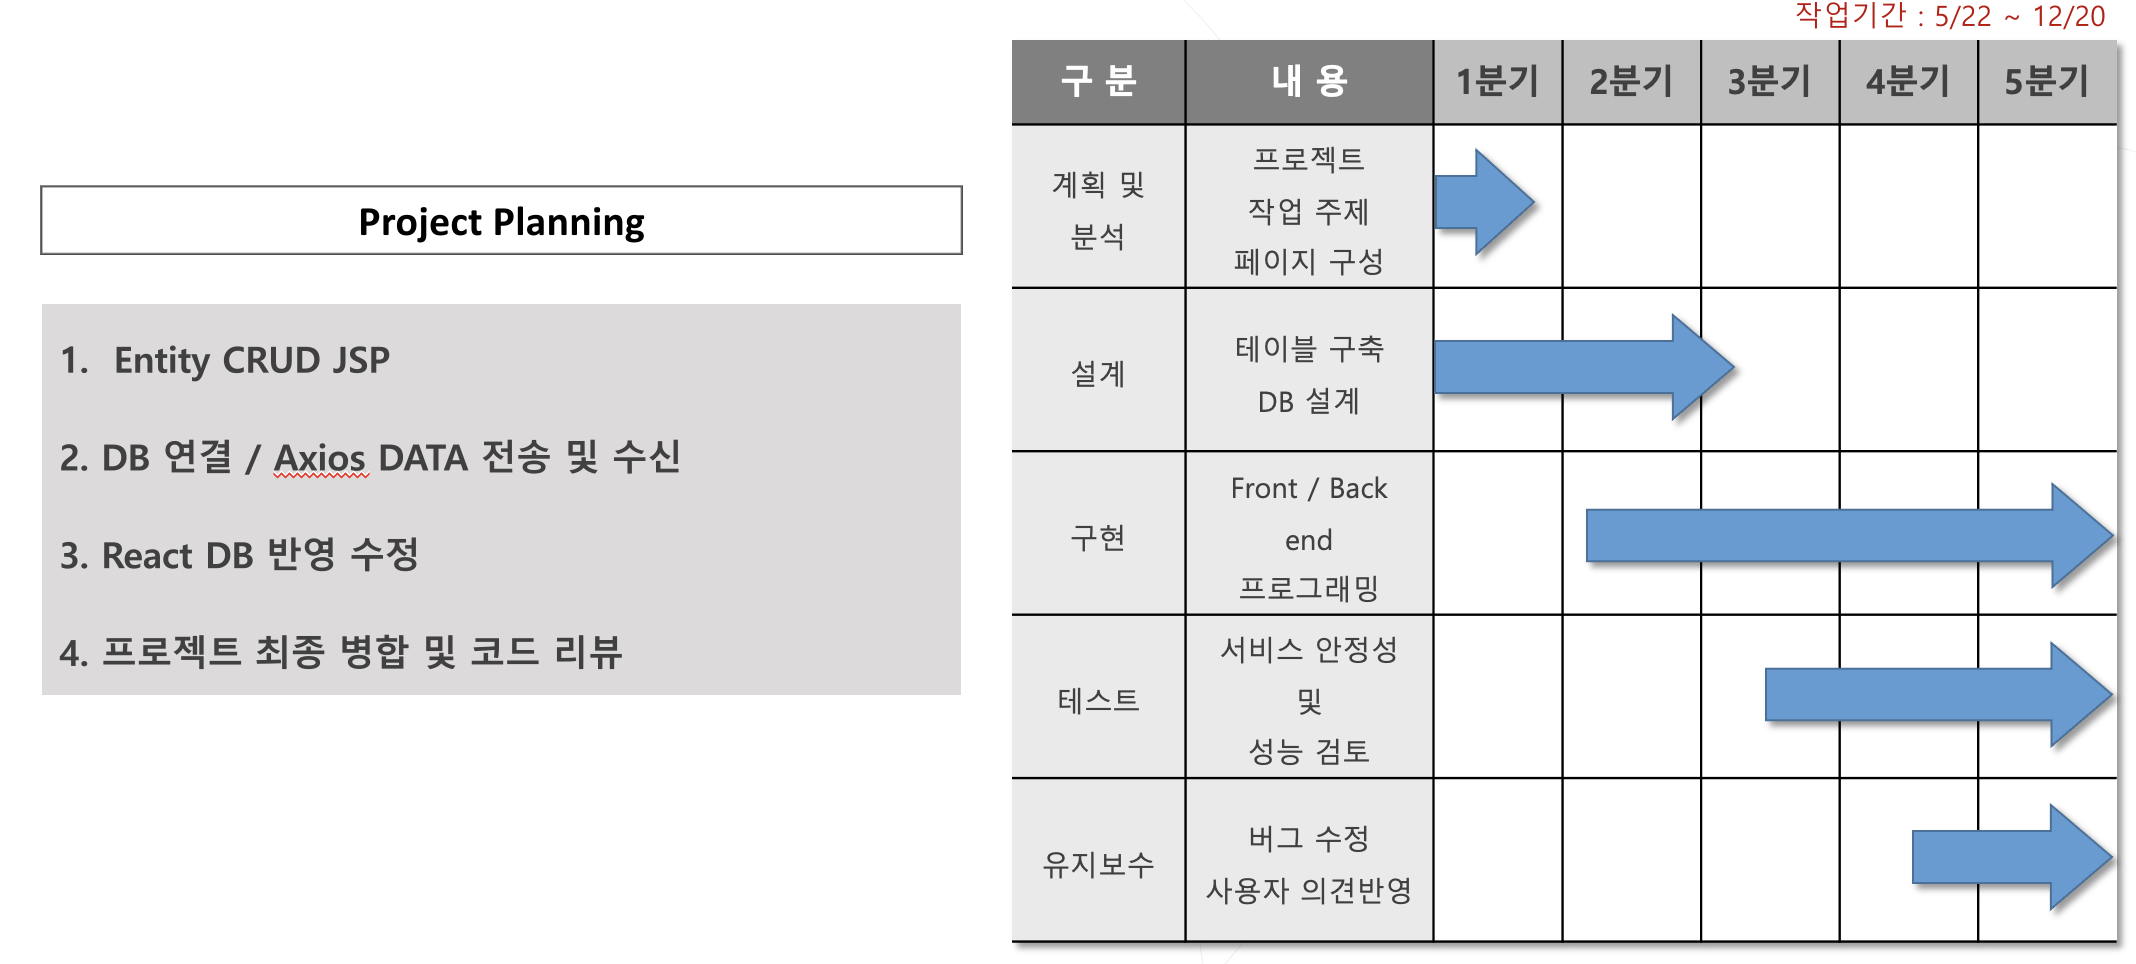 작업기간 : 5/22 ~ 12/20
Project Planning
1. Entity CRUD JSP
2. DB 연결 / Axios DATA 전송 및 수신
3. React DB 반영 수정
4. 프로젝트 최종 병합 및 코드 리뷰
구 분
내 용
1분기
2분기
3분기
4분기
5분기
계획 및
분석
프로젝트
작업 주제
페이지 구성
설계
테이블 구축
DB 설계
구현
Front / Back
end
프로그래밍
테스트
서비스 안정성
및
성능 검토
유지보수
버그 수정
사용자 의견반영